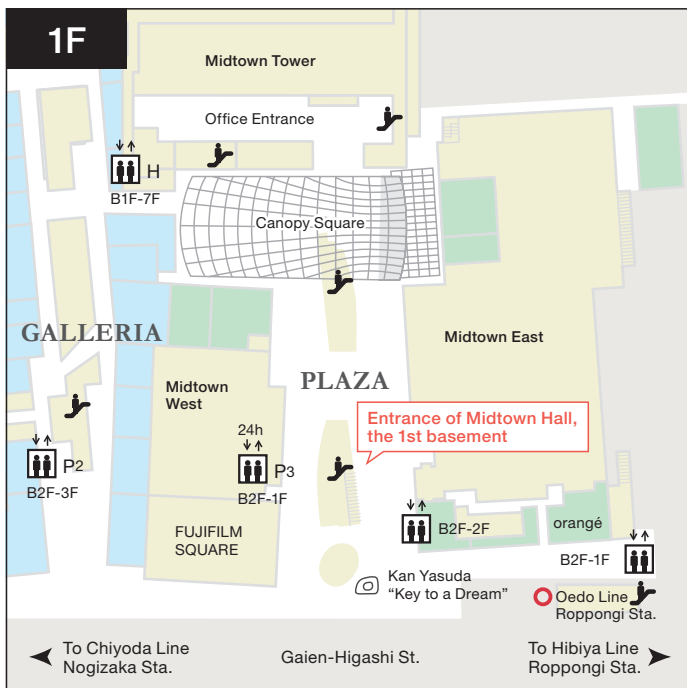 1F
Midtown Tower
Office Entrance
H
B1F-7F
Canopy Square
GALLERIA
Midtown East
PLAZA
Midtown
West
Entrance of Midtown Hall,
the 1st basement
24h
P2
B2F-3F
P3
B2F-1F
FUJIFILM
SQUARE
B2F-2F
orangé
B2F-1F
Kan Yasuda
“Key to a Dream”
Oedo Line
Roppongi Sta.
To Chiyoda Line
Nogizaka Sta.
Gaien-Higashi St.
To Hibiya Line
Roppongi Sta.